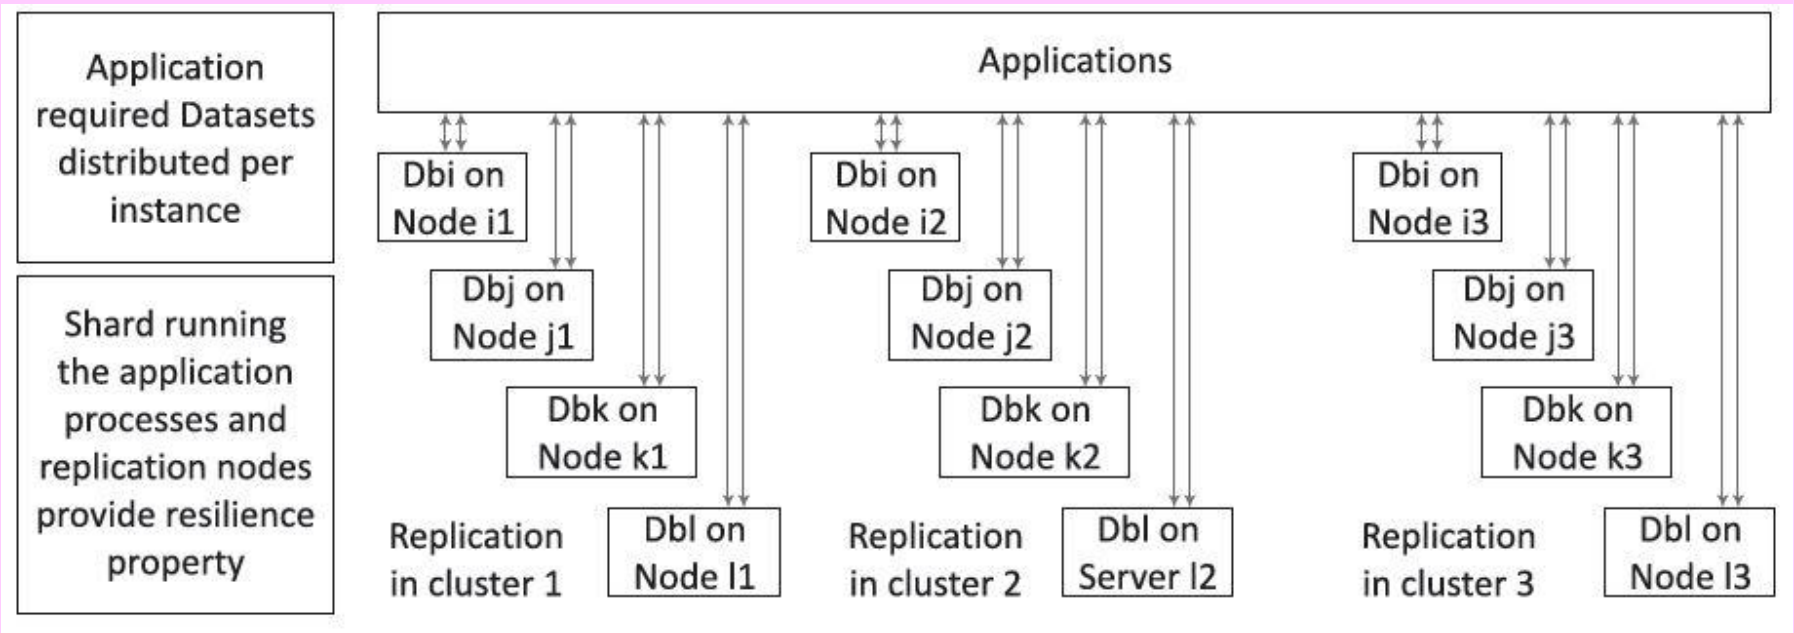 Application
required Datasets
distributed per
instance
Shard running
the application
processes and
replication nodes
provide resilience
property
Applications
Dbi on
Node i1
Dbj on
Node j1
Dbk on
Node k1
Dbl on
Node l1
Replication
in cluster 1
Dbi on
Node i2
Dbj on
Node j2
Dbk on
Node k2
Dbl on
Server l2
Replication
in cluster 2
Dbi on
Node i3
Dbj on
Node j3
Dbk on
Node k3
Dbl on
Node l3
Replication
in cluster 3